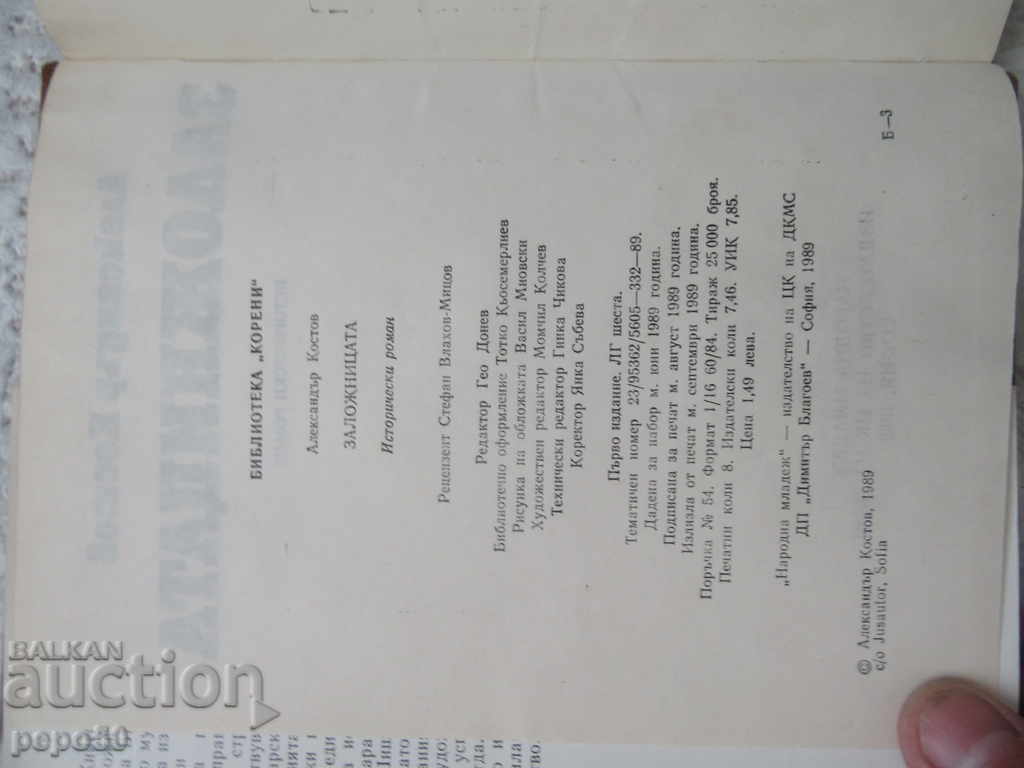 БИБЛИОТЕКА „КОРЕНИ“
Александър Костов
ЗАЛОЖНИЦАТА
Исторически роман
Рецензент Стефан Влахов-Мицов
Редактор Гео Донев
Библиотечно оформление Тотко Кьосемерлиев
Рисунка на обложката Васил Миовски
Художествен редактор Момчил Колчев
Технически редактор Гинка Чикова
Коректор Янка Събева
Първо издание. ЛГ шеста.
Тематичен номер 23/95362/5605—332—89.
Дадена за набор м. юни 1989 година.
Подписана за печат м. август 1989 година.
Излязла от печат м. септември 1989 година.
Поръчка № 54. Формат 1/16 60/84. Тираж 25 000 броя.
Печатни коли 8. Издателски коли 7,46. УИК 7,85.
Цена 1,49 лева.
„Народна младеж“ — издателство на ЦК на ДКМС
ДП „Димитър Благоев“ — София, 1989
© Александър Костов, 1989
c/o Jusautor, Sofia
Б—3
BALKAN
auction
popo50